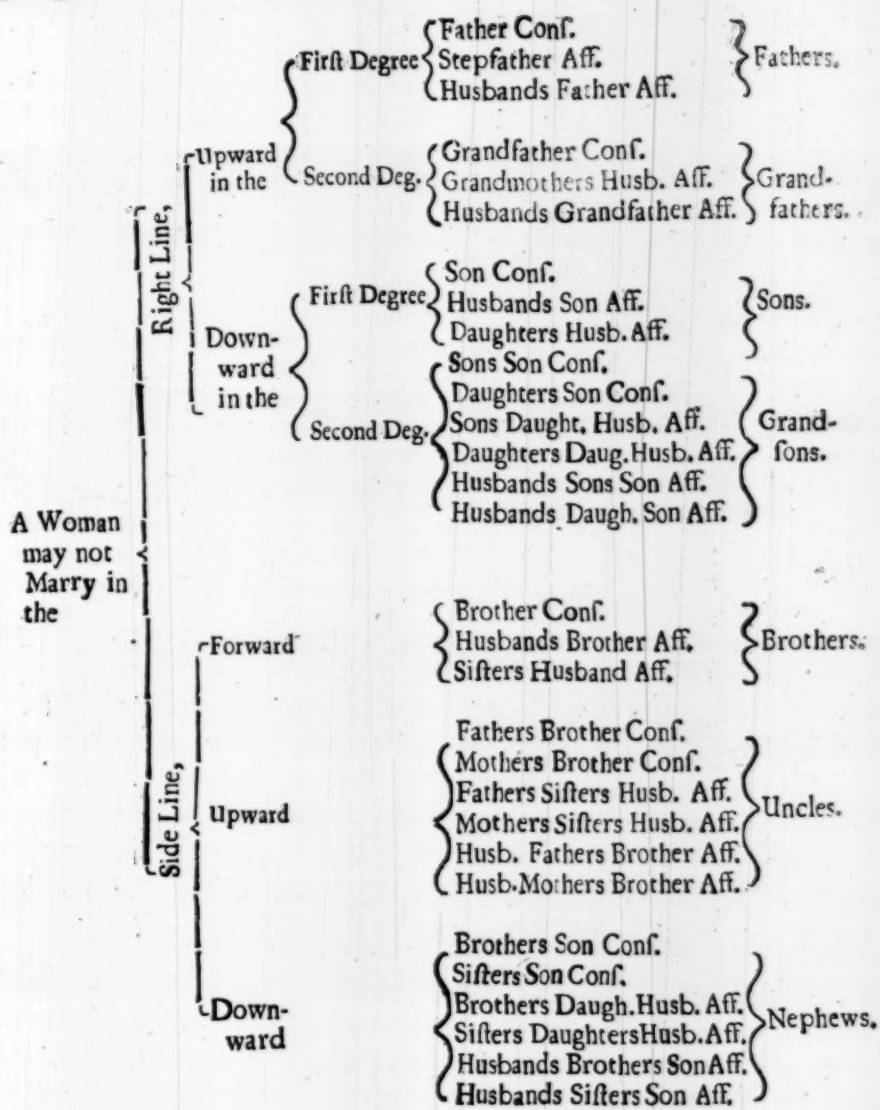 A Woman
may not
Marry in
the
Right Line,
Upward
in the
First Degree
Father Conſ.
Stepfather Aff.
Husbands Father Aff.
Fathers.
Second Deg.
Grandfather Conſ.
Grandmothers Husb. Aff.
Husbands Grandfather Aff.
Grand-
fathers.
Down-
ward
in the
Firſt Degree
Son Conſ.
Husbands Son Aff.
Daughters Husb. Aff.
Sons.
Second Deg.
Sons Son Conſ.
Daughters Son Conſ.
Sons Daught. Husb. Aff.
Daughters Daug. Husb. Aff.
Husbands Sons Son Aff.
Husbands Daugh. Son Aff.
Grand-
ſons.
Side Line,
Forward
Brother Conſ.
Husbands Brother Aff.
Siſters Husband Aff.
Brothers.
Upward
Fathers Brother Conſ.
Mothers Brother Conſ.
Fathers Siſters Husb. Aff.
Mothers Siſters Husb. Aff.
Husb. Fathers Brother Aff.
Husb. Mothers Brother Aff.
Uncles.
Down-
ward
Brothers Son Conſ.
Siſters Son Conſ.
Brothers Daugh. Husb. Aff.
Siſters Daughters Husb. Aff.
Husbands Brothers Son Aff.
Husbands Siſters Son Aff.
Nephews.